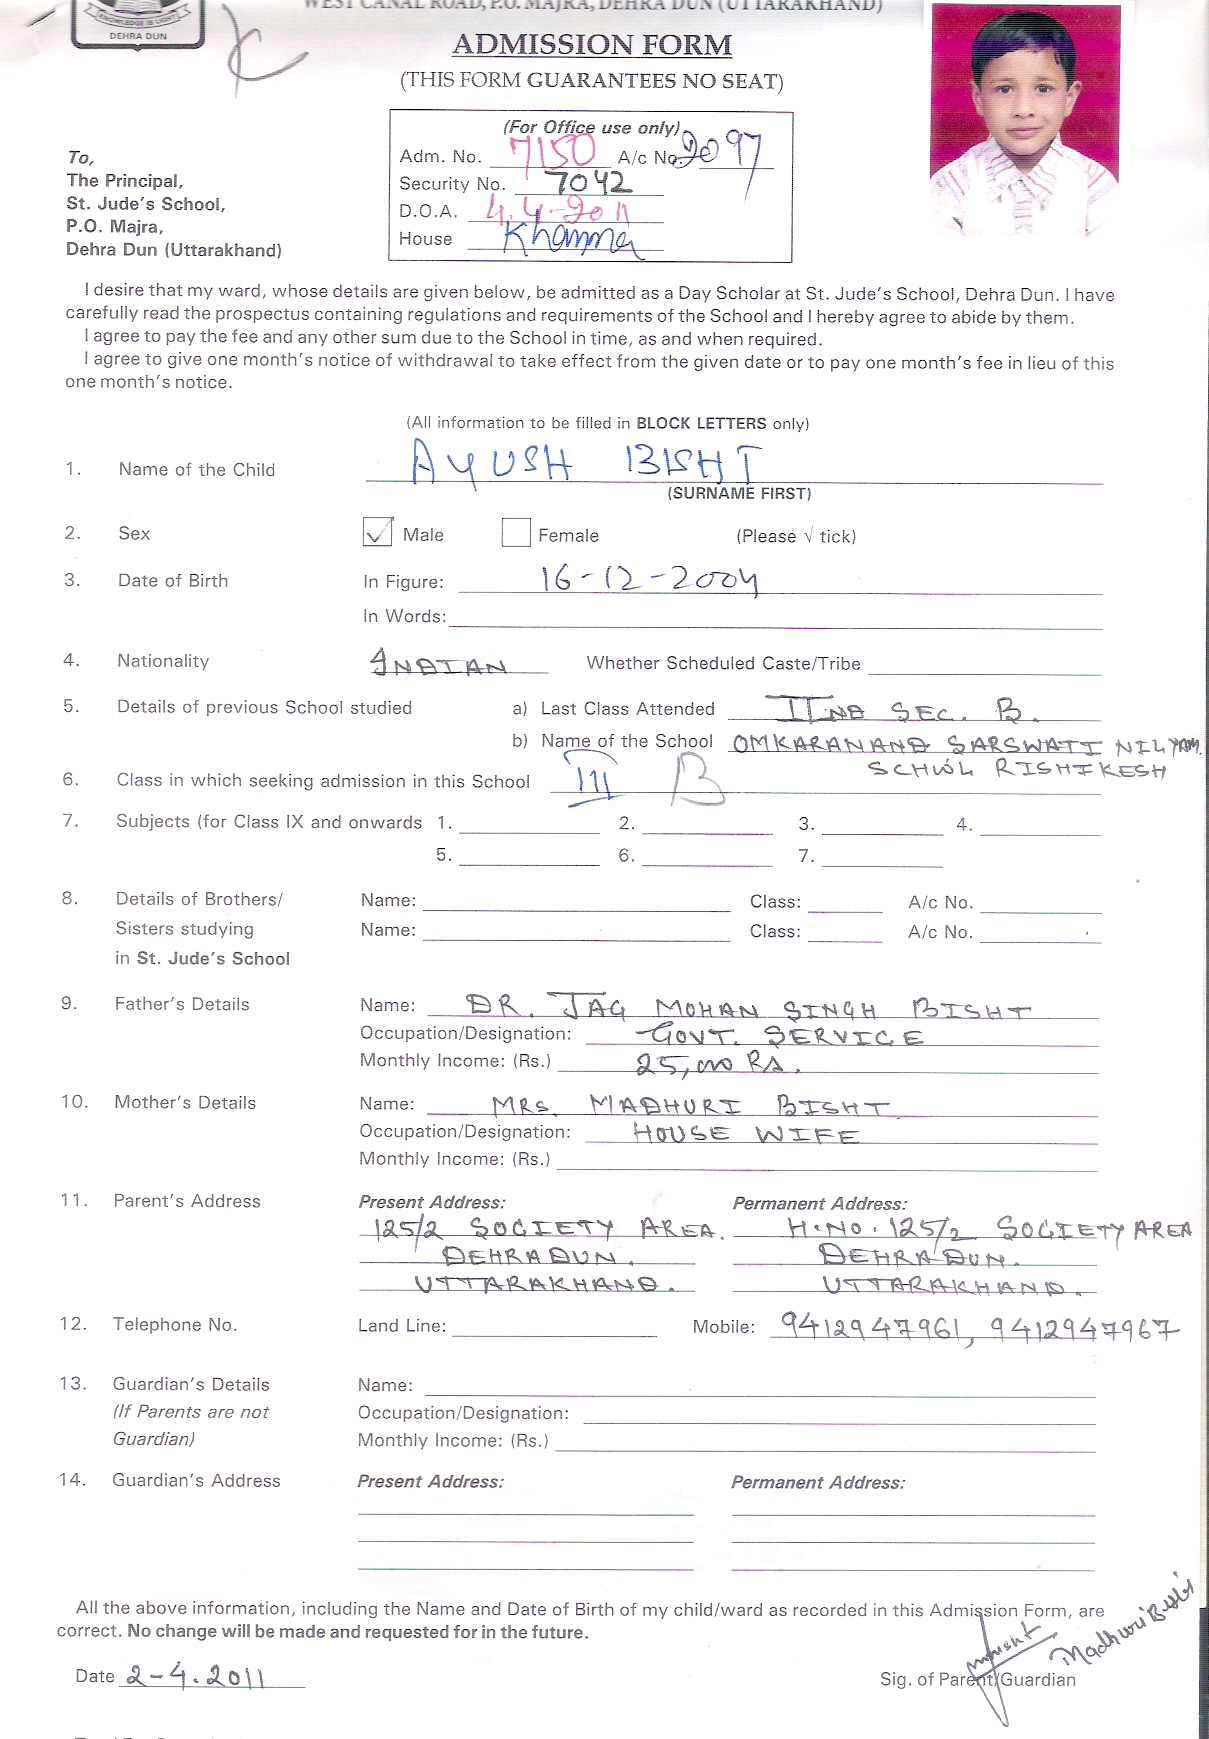 WEST CANAL ROAD, P.O. MAJRA, DEHRA DUN (UTTARAKHAND)
KNOWLEDGE IS LIGHT
DEHRA DUN
ADMISSION FORM
(THIS FORM GUARANTEES NO SEAT)
(For Office use only)
Adm. No. 7150 A/c No. 2097
Security No. 7042
D.O.A. 4.4-2011
House Khanna
To,
The Principal,
St. Jude's School,
P.O. Majra,
Dehra Dun (Uttarakhand)
I desire that my ward, whose details are given below, be admitted as a Day Scholar at St. Jude's School, Dehra Dun. I have
carefully read the prospectus containing regulations and requirements of the School and I hereby agree to abide by them.
I agree to pay the fee and any other sum due to the School in time, as and when required.
I agree to give one month's notice of withdrawal to take effect from the given date or to pay one month's fee in lieu of this
one month's notice.
(All information to be filled in BLOCK LETTERS only)
1. Name of the Child AYUSH BISHT
(SURNAME FIRST)
2. Sex ✓ Male Female (Please √ tick)
3. Date of Birth In Figure: 16-12-2004
In Words:
4. Nationality INDIAN Whether Scheduled Caste/Tribe
5. Details of previous School studied a) Last Class Attended IIND SEC. B.
b) Name of the School OMKARANAND SARSWATI NILYAM
SCHOOL RISHIKESH
6. Class in which seeking admission in this School III B
7. Subjects (for Class IX and onwards 1. 2. 3. 4.
5. 6. 7.
8. Details of Brothers/ Name: Class: A/c No.
Sisters studying Name: Class: A/c No.
in St. Jude's School
9. Father's Details Name: DR. JAG MOHAN SINGH BISHT
Occupation/Designation: GOVT. SERVICE
Monthly Income: (Rs.) 25,000 Rs.
10. Mother's Details Name: MRS. MADHURI BISHT
Occupation/Designation: HOUSE WIFE
Monthly Income: (Rs.)
11. Parent's Address Present Address: Permanent Address:
125/2 SOCIETY AREA. H.NO. 125/2 SOCIETY AREA
DEHRADUN. DEHRADUN.
UTTARAKHAND. UTTARAKHAND.
12. Telephone No. Land Line: Mobile: 9412947961, 9412947967
13. Guardian's Details Name:
(If Parents are not Occupation/Designation:
Guardian) Monthly Income: (Rs.)
14. Guardian's Address Present Address: Permanent Address:
All the above information, including the Name and Date of Birth of my child/ward as recorded in this Admission Form, are
correct. No change will be made and requested for in the future.
Madhuri Bisht
Date 2-4.2011 Sig. of Parent/Guardian